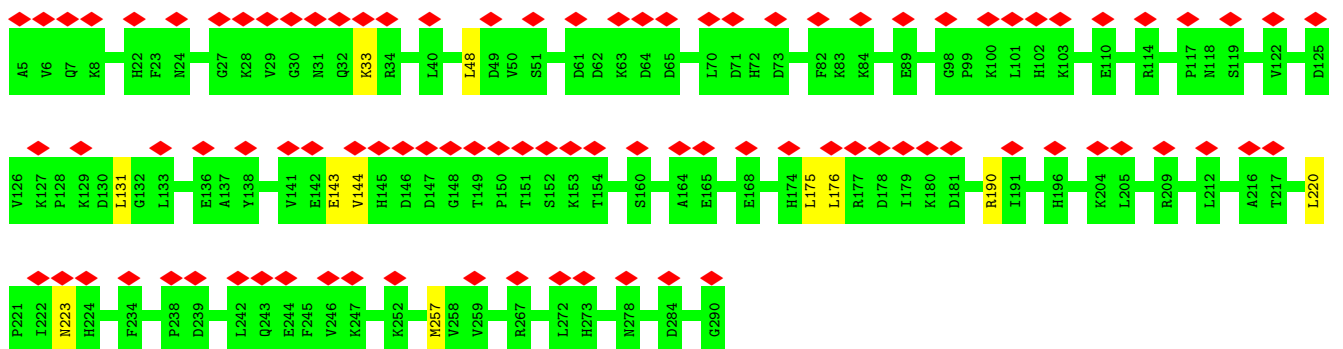 A5 V6 Q7 K8 H22 F23 N24 G27 K28 V29 G30 N31 Q32 K33 R34 L40 L48 D49 V50 S51 D61 D62 K63 D64 D65 L70 D71 H72 D73 F82 K83 K84 E89 G98 P99 K100 L101 H102 K103 E110 R114 P117 N118 S119 V122 D125
V126 K127 P128 K129 D130 L131 G132 L133 E136 A137 Y138 V141 E142 E143 V144 H145 D146 D147 G148 T149 P150 T151 S152 K153 T154 S160 A164 E165 E168 H174 L175 L176 R177 D178 I179 K180 D181 R190 I191 H196 K204 L205 R209 L212 A216 T217 L220
P221 I222 N223 H224 F234 P238 D239 L242 Q243 E244 F245 V246 K247 K252 M257 V258 V259 R267 L272 H273 N278 D284 G290